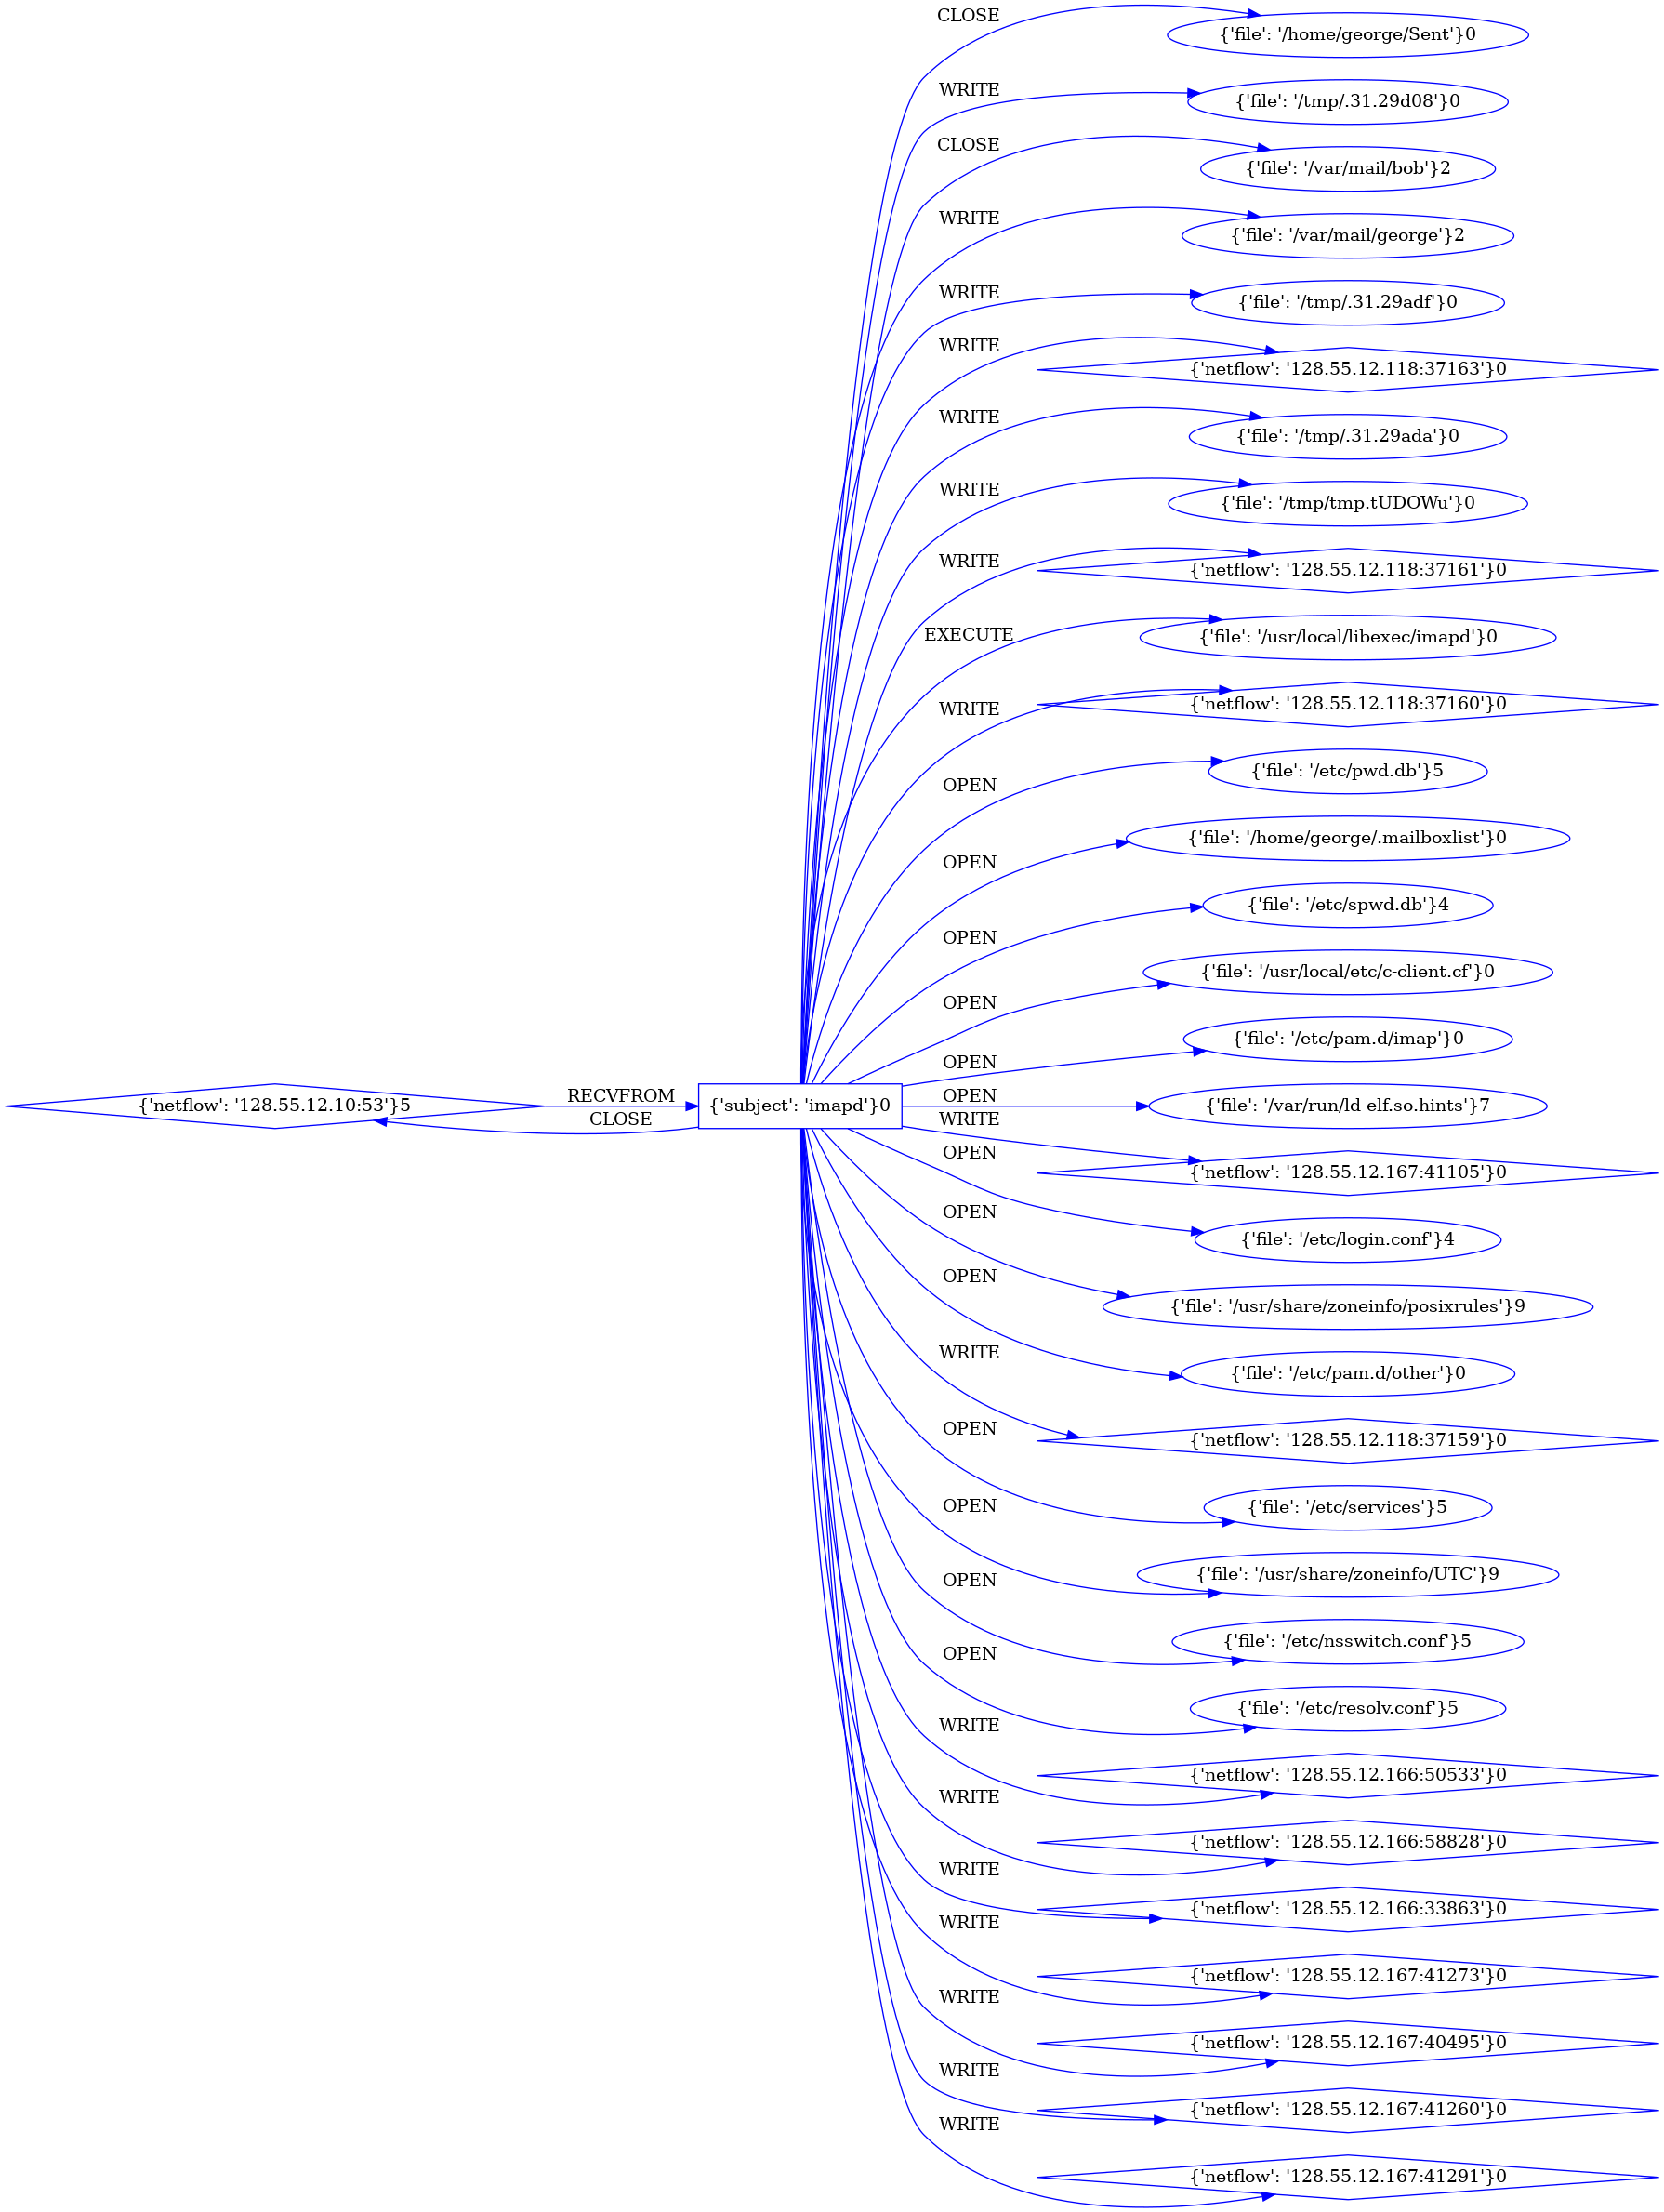 CLOSE
{'file': '/home/george/Sent'}0
WRITE
{'file': '/tmp/.31.29d08'}0
CLOSE
{'file': '/var/mail/bob'}2
WRITE
{'file': '/var/mail/george'}2
WRITE
{'file': '/tmp/.31.29adf'}0
WRITE
{'netflow': '128.55.12.118:37163'}0
WRITE
{'file': '/tmp/.31.29ada'}0
WRITE
{'file': '/tmp/tmp.tUDOWu'}0
WRITE
{'netflow': '128.55.12.118:37161'}0
EXECUTE
{'file': '/usr/local/libexec/imapd'}0
WRITE
{'netflow': '128.55.12.118:37160'}0
OPEN
{'file': '/etc/pwd.db'}5
OPEN
{'file': '/home/george/.mailboxlist'}0
OPEN
{'file': '/etc/spwd.db'}4
OPEN
{'file': '/usr/local/etc/c-client.cf'}0
OPEN
{'file': '/etc/pam.d/imap'}0
{'netflow': '128.55.12.10:53'}5
RECVFROM
CLOSE
{'subject': 'imapd'}0
OPEN
{'file': '/var/run/ld-elf.so.hints'}7
WRITE
{'netflow': '128.55.12.167:41105'}0
OPEN
{'file': '/etc/login.conf'}4
OPEN
{'file': '/usr/share/zoneinfo/posixrules'}9
OPEN
{'file': '/etc/pam.d/other'}0
WRITE
{'netflow': '128.55.12.118:37159'}0
OPEN
{'file': '/etc/services'}5
OPEN
{'file': '/usr/share/zoneinfo/UTC'}9
OPEN
{'file': '/etc/nsswitch.conf'}5
OPEN
{'file': '/etc/resolv.conf'}5
WRITE
{'netflow': '128.55.12.166:50533'}0
WRITE
{'netflow': '128.55.12.166:58828'}0
WRITE
{'netflow': '128.55.12.166:33863'}0
WRITE
{'netflow': '128.55.12.167:41273'}0
WRITE
{'netflow': '128.55.12.167:40495'}0
WRITE
{'netflow': '128.55.12.167:41260'}0
WRITE
{'netflow': '128.55.12.167:41291'}0